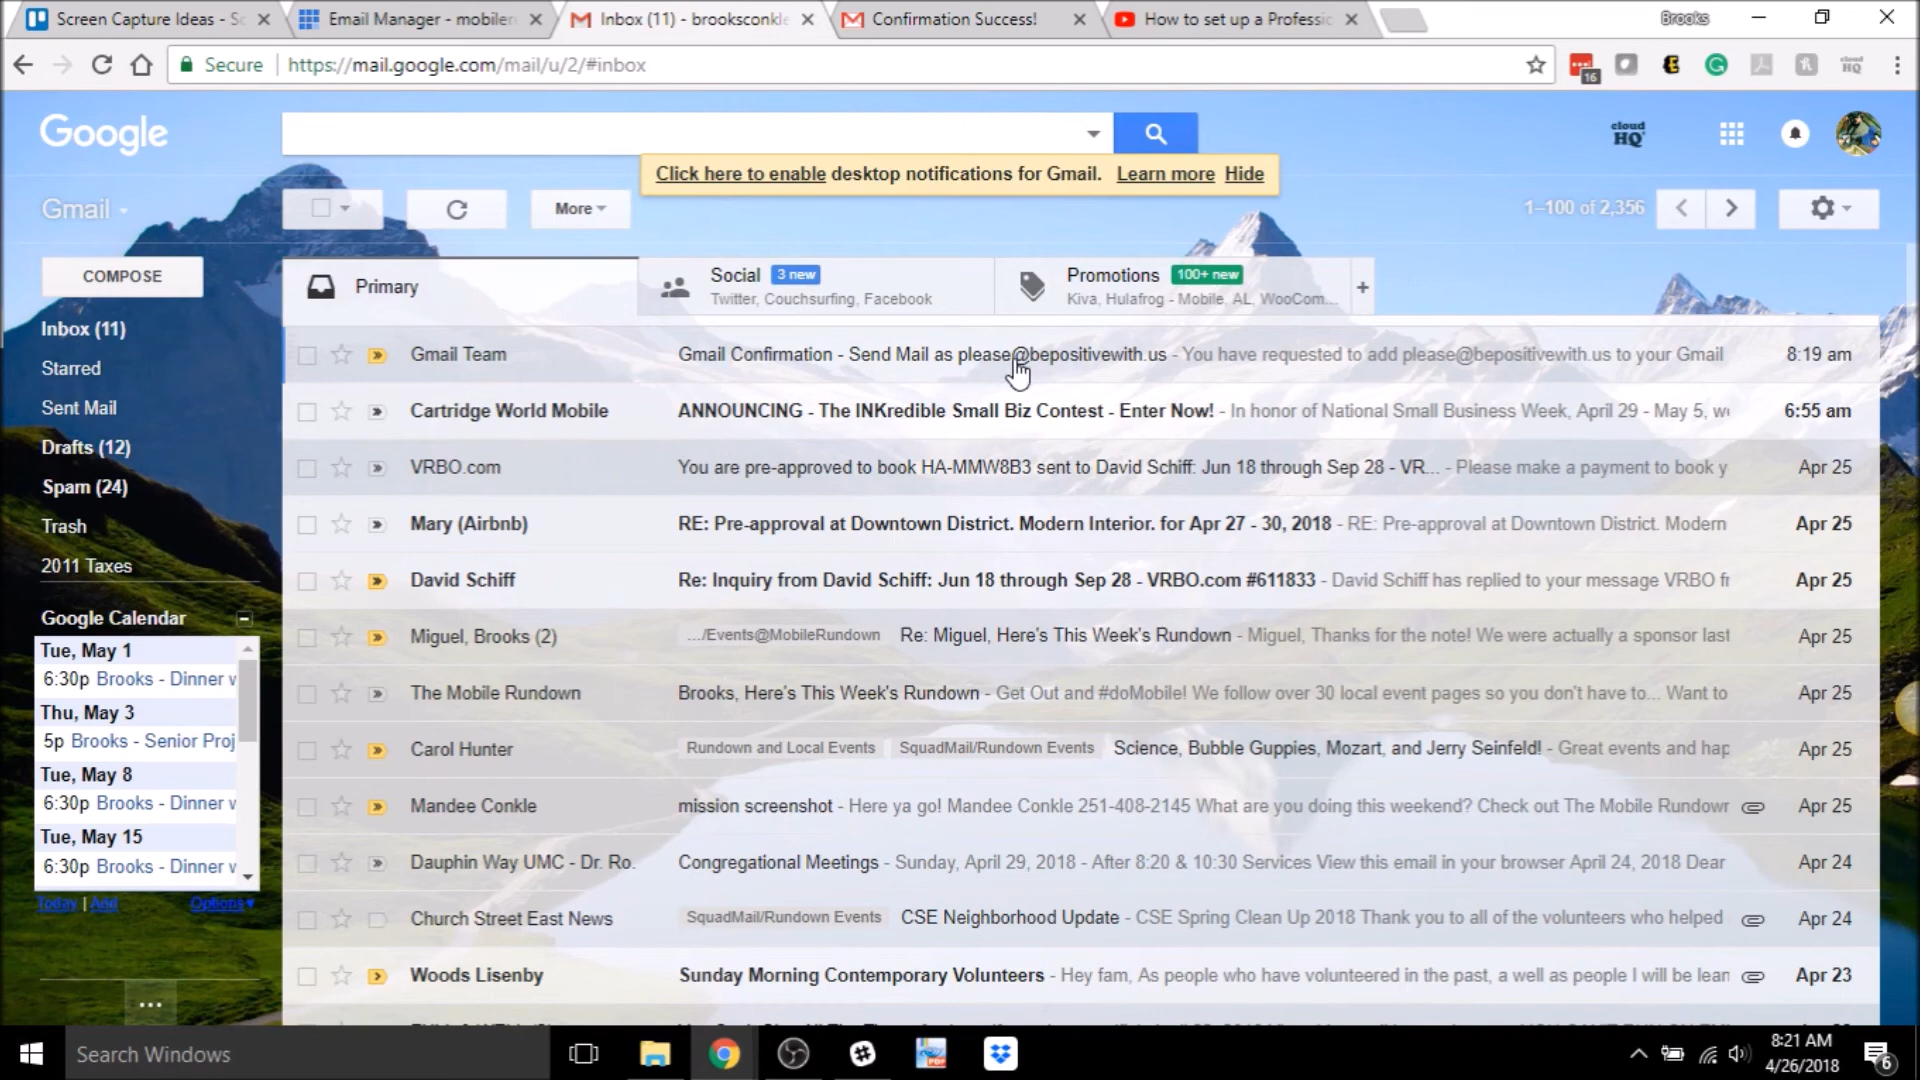 Screen Capture Ideas - Sc
Email Manager - mobiler
Inbox (11) - brooksconkle
Confirmation Success!
How to set up a Professic
Brooks
Secure
https://mail.google.com/mail/u/2/#inbox
16
cloud HQ
Google
cloud HQ
Click here to enable desktop notifications for Gmail. Learn more Hide
Gmail
More
1–100 of 2,356
COMPOSE
Primary
Social 3 new
Twitter, Couchsurfing, Facebook
Promotions 100+ new
Kiva, Hulafrog - Mobile, AL, WooCom...
+
Inbox (11)
Starred
Sent Mail
Drafts (12)
Spam (24)
Trash
2011 Taxes
Google Calendar
Tue, May 1
6:30p Brooks - Dinner w
Thu, May 3
5p Brooks - Senior Proj
Tue, May 8
6:30p Brooks - Dinner w
Tue, May 15
6:30p Brooks - Dinner w
Today | Add Options
Gmail Team Gmail Confirmation - Send Mail as please@bepositivewith.us - You have requested to add please@bepositivewith.us to your Gmail 8:19 am
Cartridge World Mobile ANNOUNCING - The INKredible Small Biz Contest - Enter Now! - In honor of National Small Business Week, April 29 - May 5, we 6:55 am
VRBO.com You are pre-approved to book HA-MMW8B3 sent to David Schiff: Jun 18 through Sep 28 - VR... - Please make a payment to book y Apr 25
Mary (Airbnb) RE: Pre-approval at Downtown District. Modern Interior. for Apr 27 - 30, 2018 - RE: Pre-approval at Downtown District. Modern Apr 25
David Schiff Re: Inquiry from David Schiff: Jun 18 through Sep 28 - VRBO.com #611833 - David Schiff has replied to your message VRBO fr Apr 25
Miguel, Brooks (2) .../Events@MobileRundown Re: Miguel, Here's This Week's Rundown - Miguel, Thanks for the note! We were actually a sponsor last Apr 25
The Mobile Rundown Brooks, Here's This Week's Rundown - Get Out and #doMobile! We follow over 30 local event pages so you don't have to... Want to Apr 25
Carol Hunter Rundown and Local Events SquadMail/Rundown Events Science, Bubble Guppies, Mozart, and Jerry Seinfeld! - Great events and hap Apr 25
Mandee Conkle mission screenshot - Here ya go! Mandee Conkle 251-408-2145 What are you doing this weekend? Check out The Mobile Rundown Apr 25
Dauphin Way UMC - Dr. Ro. Congregational Meetings - Sunday, April 29, 2018 - After 8:20 & 10:30 Services View this email in your browser April 24, 2018 Dear Apr 24
Church Street East News SquadMail/Rundown Events CSE Neighborhood Update - CSE Spring Clean Up 2018 Thank you to all of the volunteers who helped Apr 24
Woods Lisenby Sunday Morning Contemporary Volunteers - Hey fam, As people who have volunteered in the past, a well as people I will be lean Apr 23
Search Windows
8:21 AM
4/26/2018
6